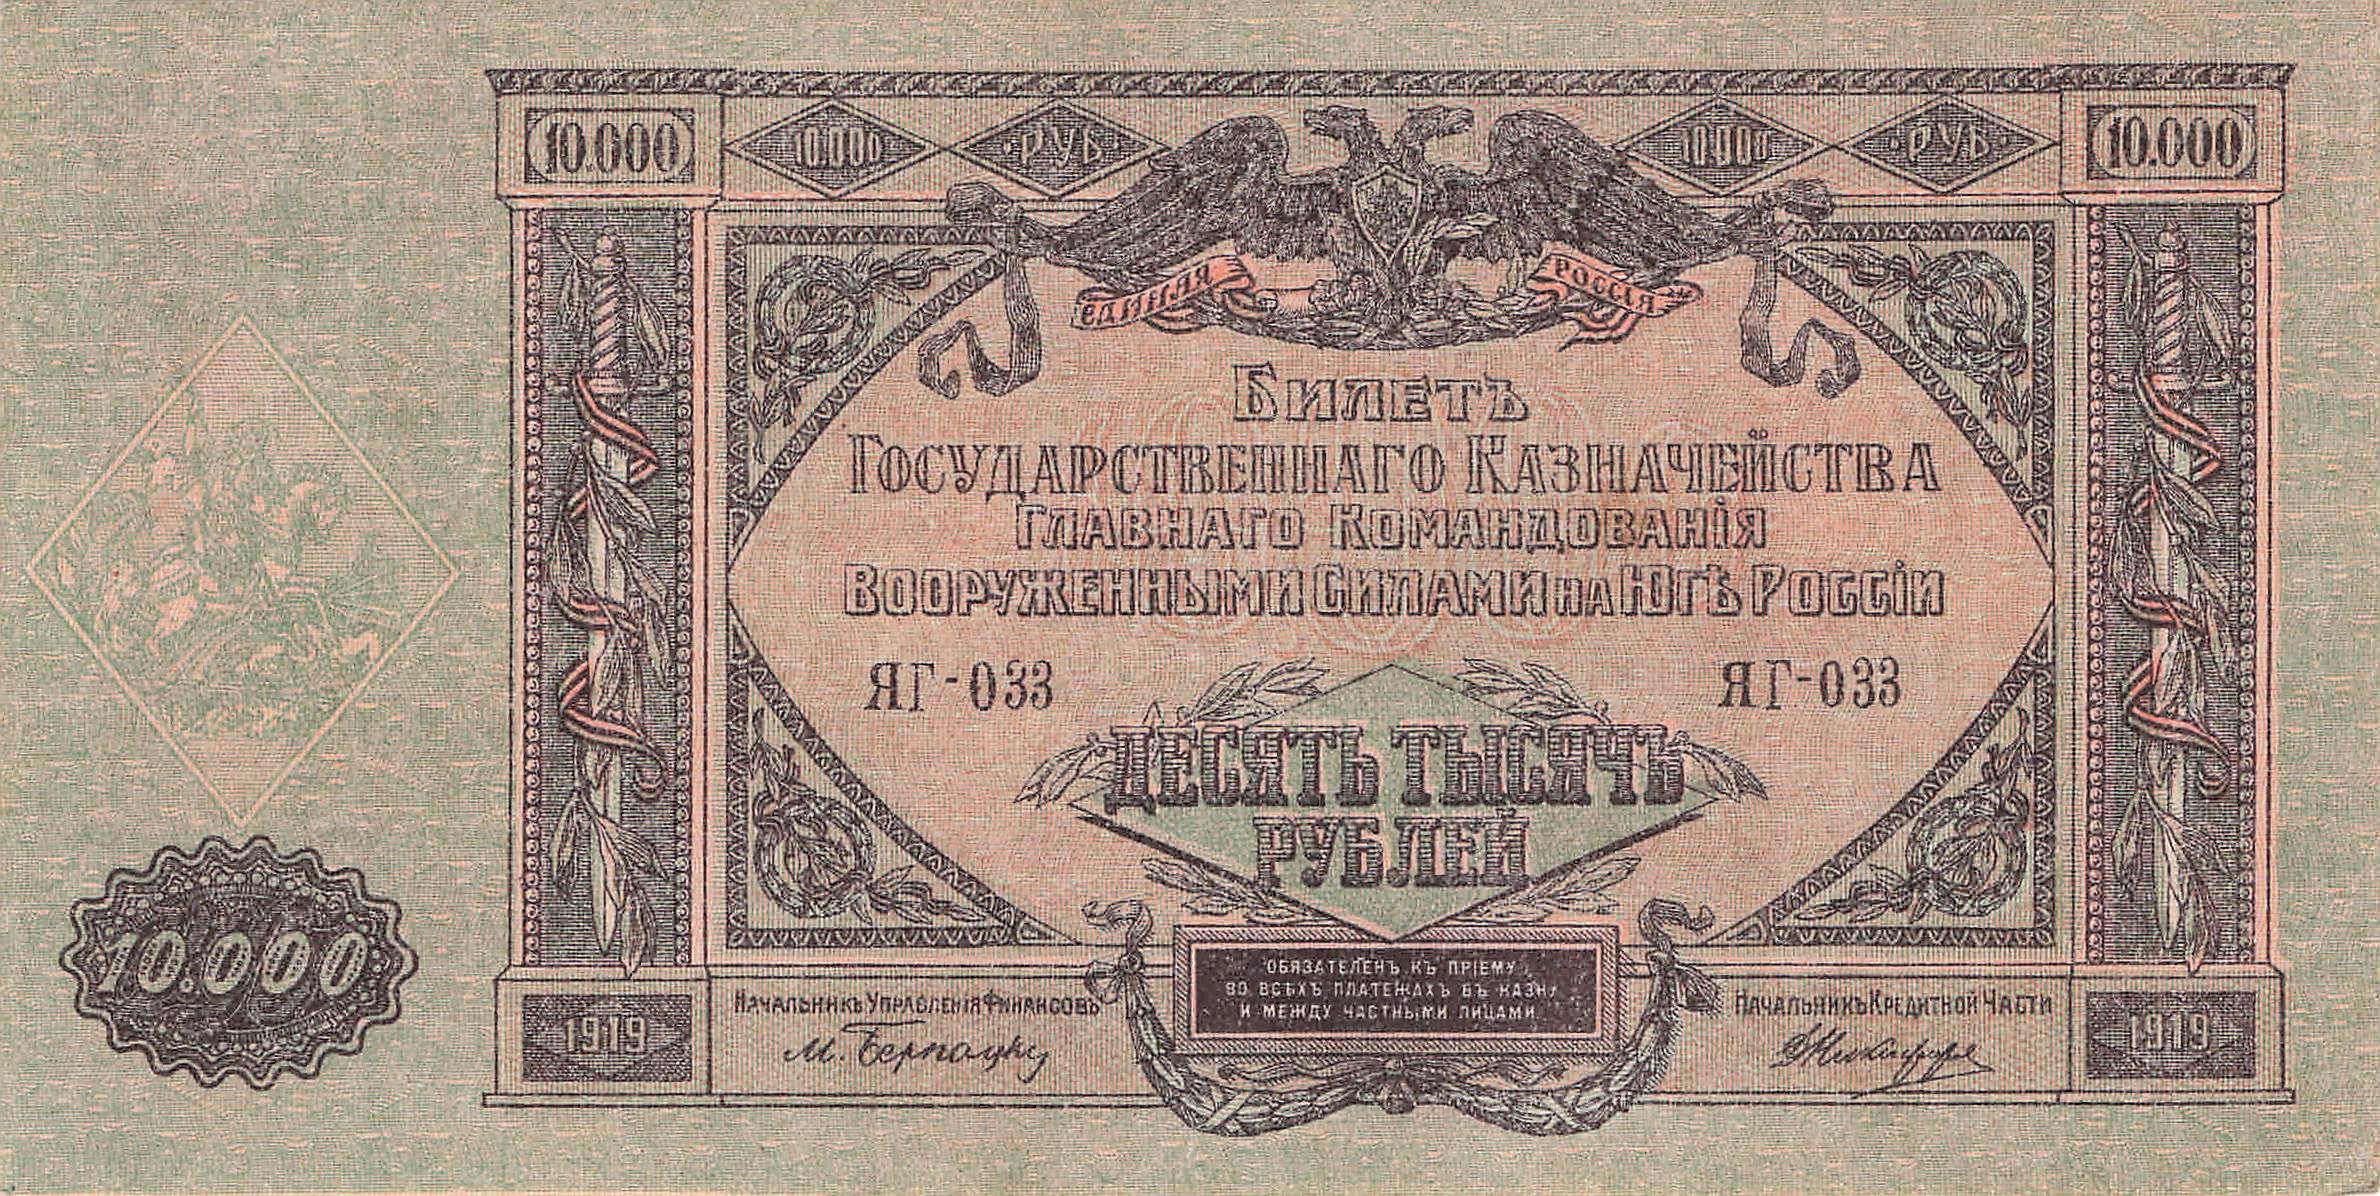 10.000 10.000 РУБ. 10.000 РУБ. 10.000
ЕДИНАЯ РОССІЯ
БИЛЕТЪ
ГОСУДАРСТВЕННАГО КАЗНАЧЕЙСТВА
ГЛАВНАГО КОМАНДОВАНІЯ
ВООРУЖЕННЫМИ СИЛАМИ НА ЮГѢ РОССІИ
ЯГ-033 ЯГ-033
ДЕСЯТЬ ТЫСЯЧЪ
РУБЛЕЙ
10.000
ОБЯЗАТЕЛЕНЪ КЪ ПРІЕМУ
ВО ВСѢХЪ ПЛАТЕЖАХЪ ВЪ КАЗНУ
И МЕЖДУ ЧАСТНЫМИ ЛИЦАМИ
НАЧАЛЬНИКЪ УПРАВЛЕНІЯ ФИНАНСОВЪ НАЧАЛЬНИКЪ КРЕДИТНОЙ ЧАСТИ
1919 М. Бернацкій 1919